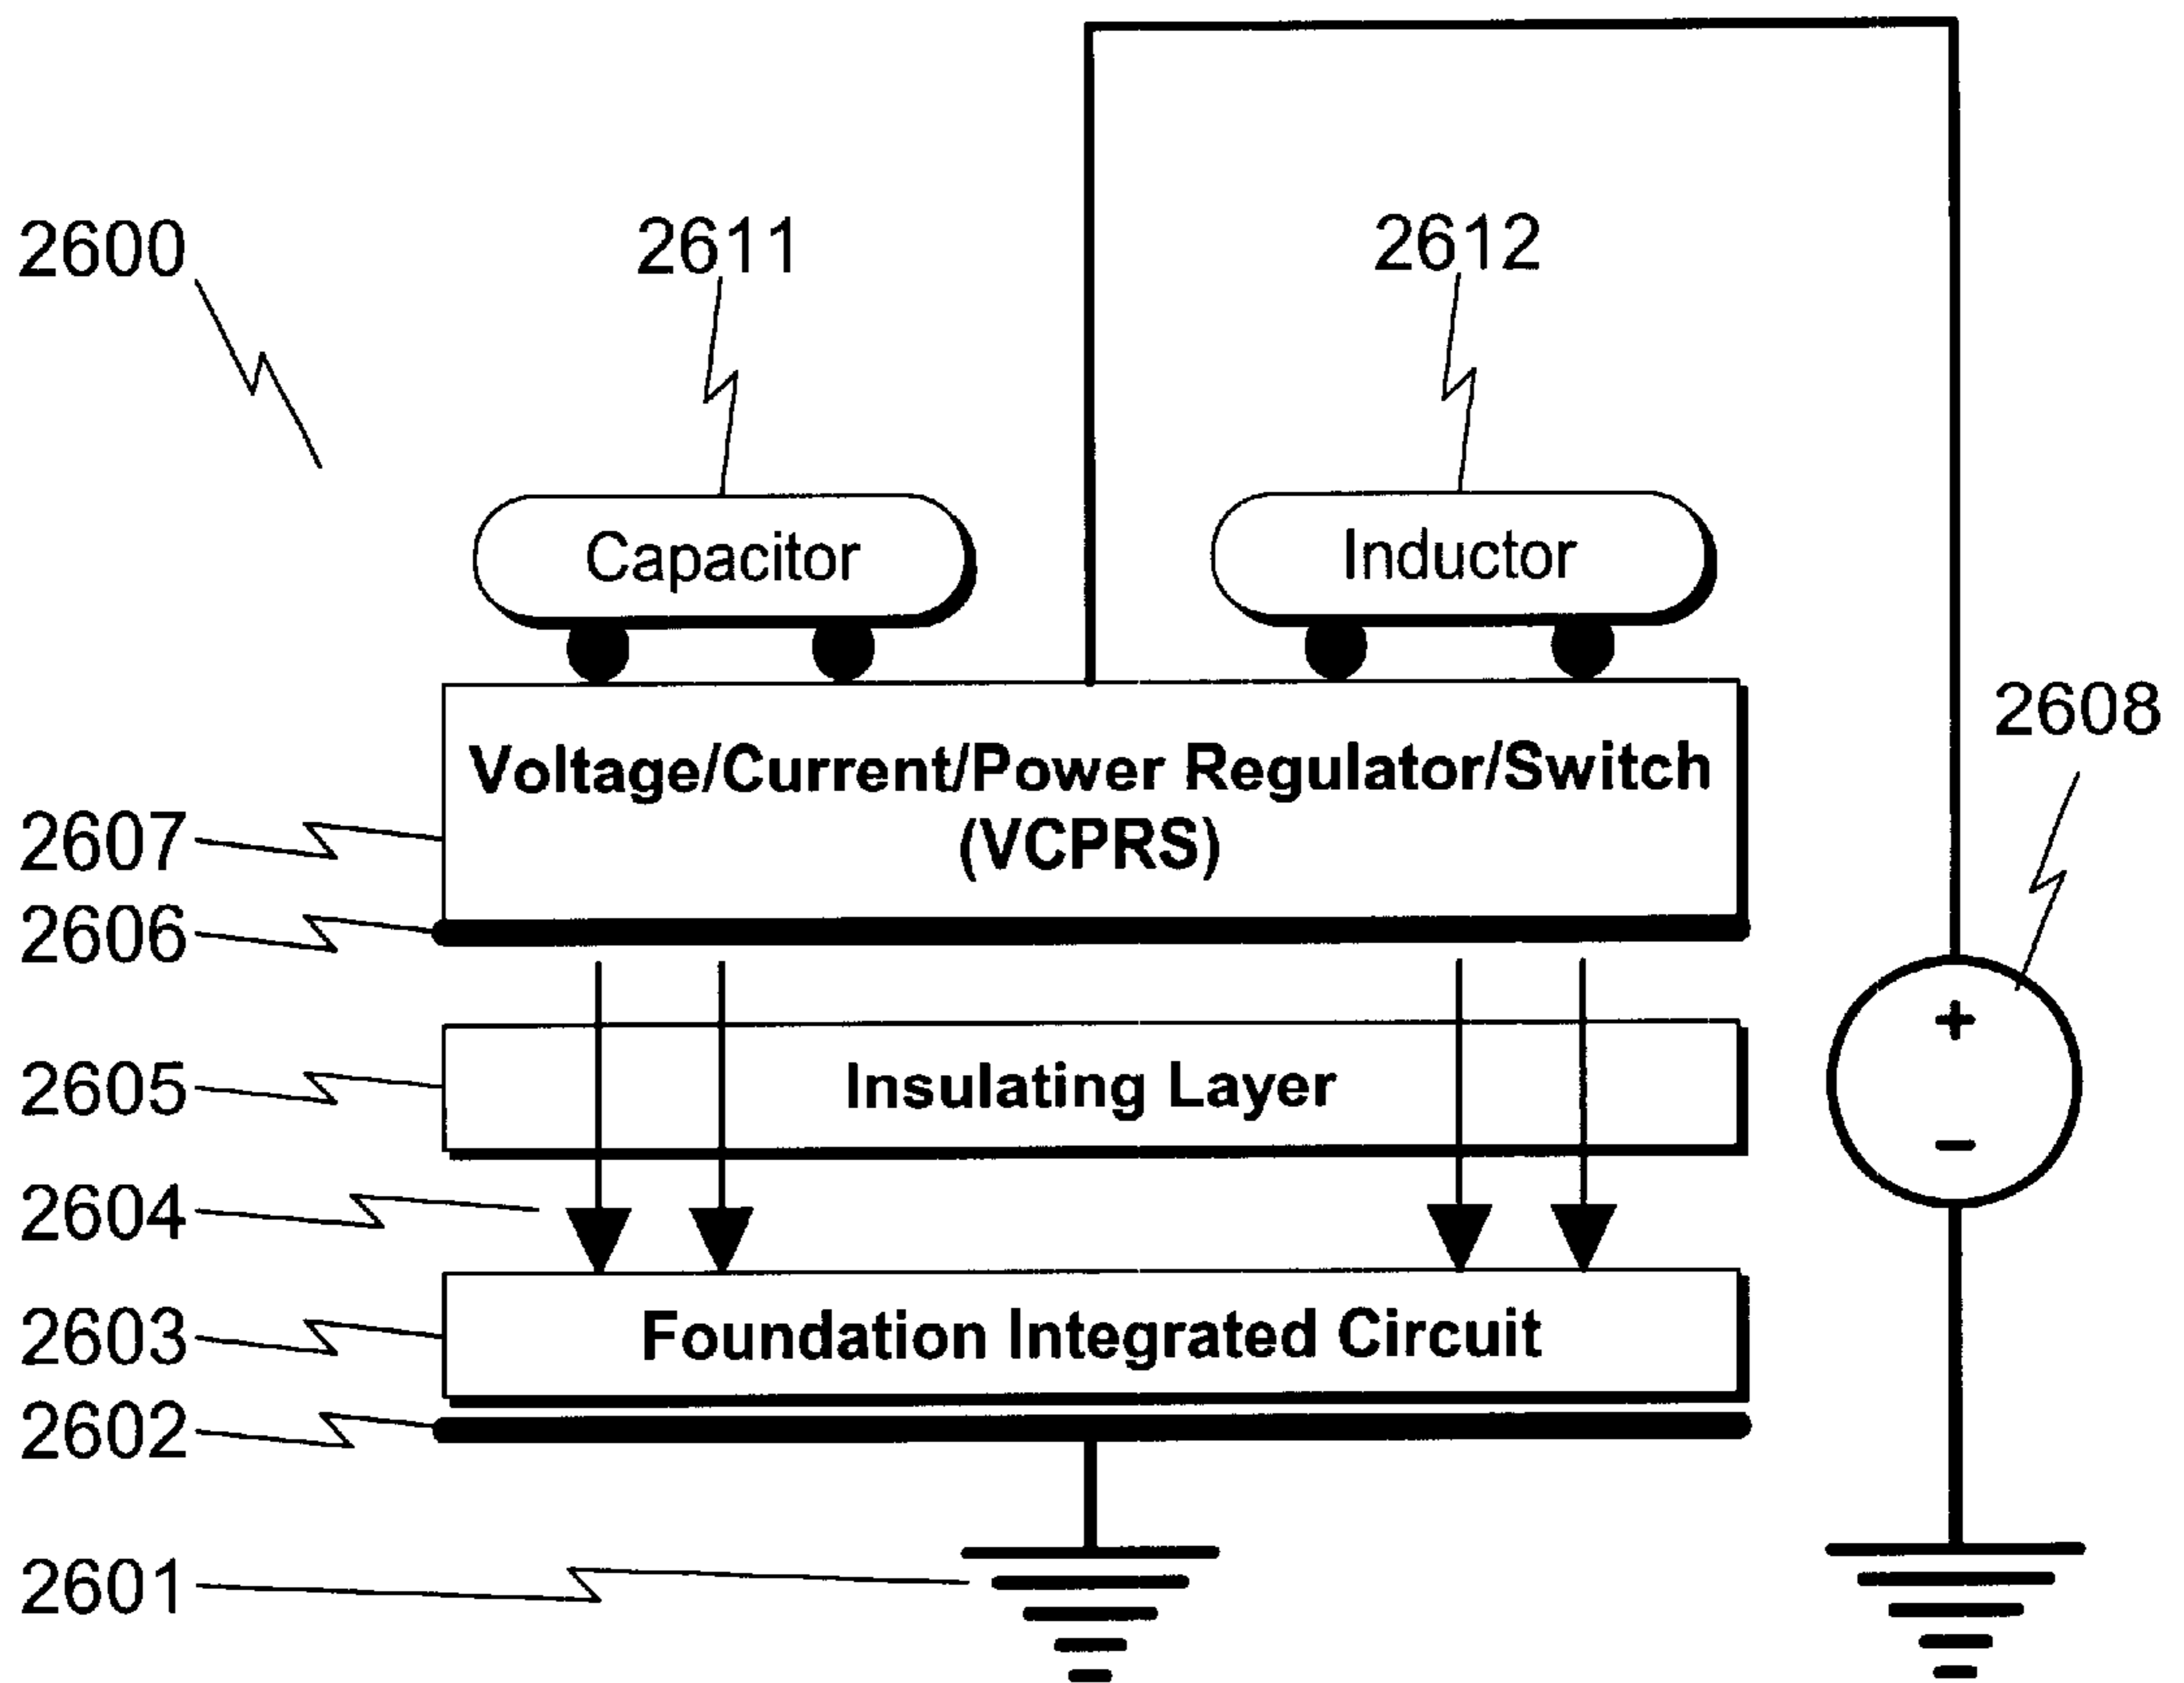 2600
2611
2612
Capacitor
Inductor
2608
Voltage/Current/Power Regulator/Switch
(VCPRS)
2607
2606
+
2605
Insulating Layer
−
2604
2603
Foundation Integrated Circuit
2602
2601